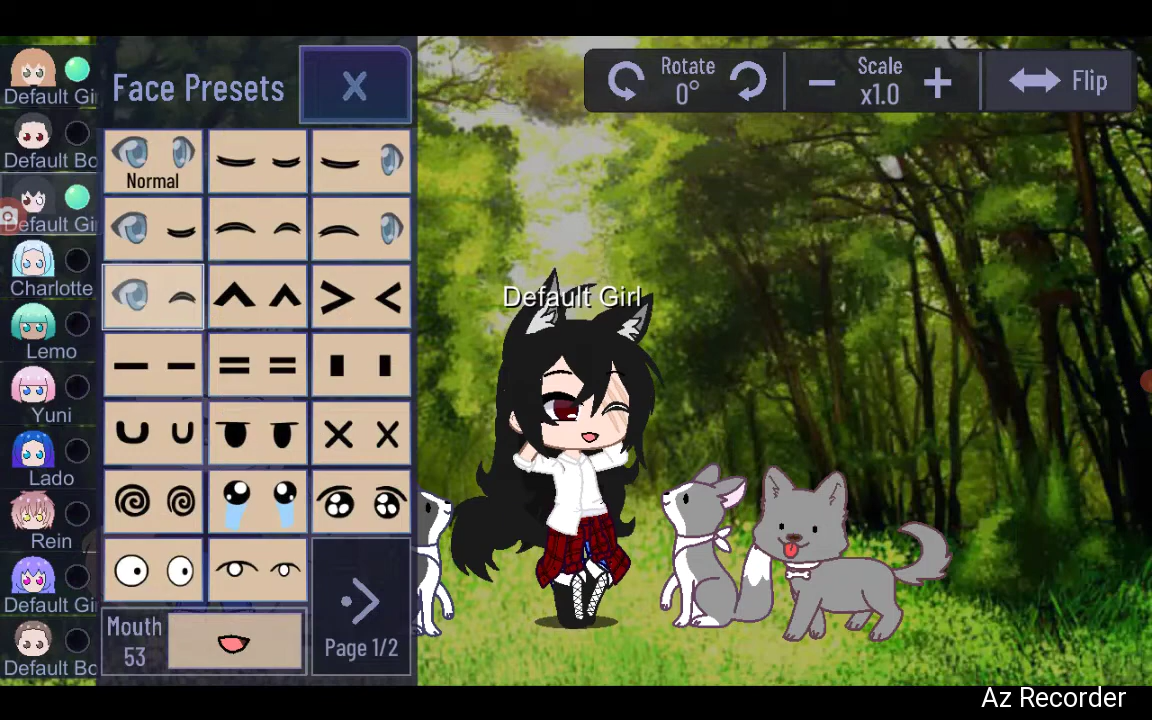 Default Gi
Default Bo
Default Gi
Charlotte
Lemo
Yuni
Lado
Rein
Default Gi
Default Bo
Face Presets
X
Normal
Mouth
53
Page 1/2
Rotate
0°
Scale
x1.0
Flip
Default Girl
Az Recorder